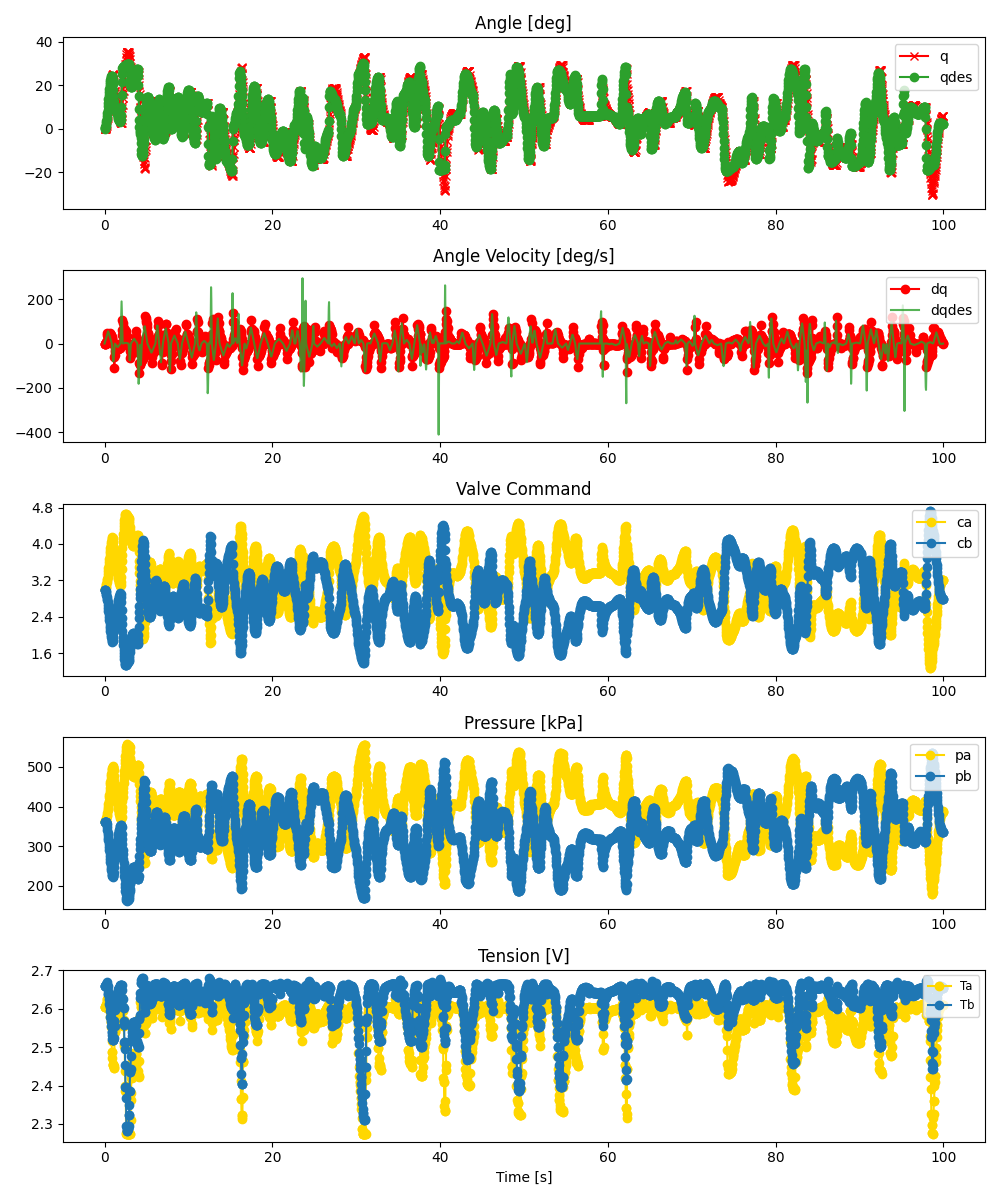 Angle [deg]
40
20
0
−20
q
qdes
0 20 40 60 80 100
Angle Velocity [deg/s]
200
0
−200
−400
dq
dqdes
0 20 40 60 80 100
Valve Command
4.8
4.0
3.2
2.4
1.6
ca
cb
0 20 40 60 80 100
Pressure [kPa]
500
400
300
200
pa
pb
0 20 40 60 80 100
Tension [V]
2.7
2.6
2.5
2.4
2.3
Ta
Tb
0 20 40 60 80 100
Time [s]